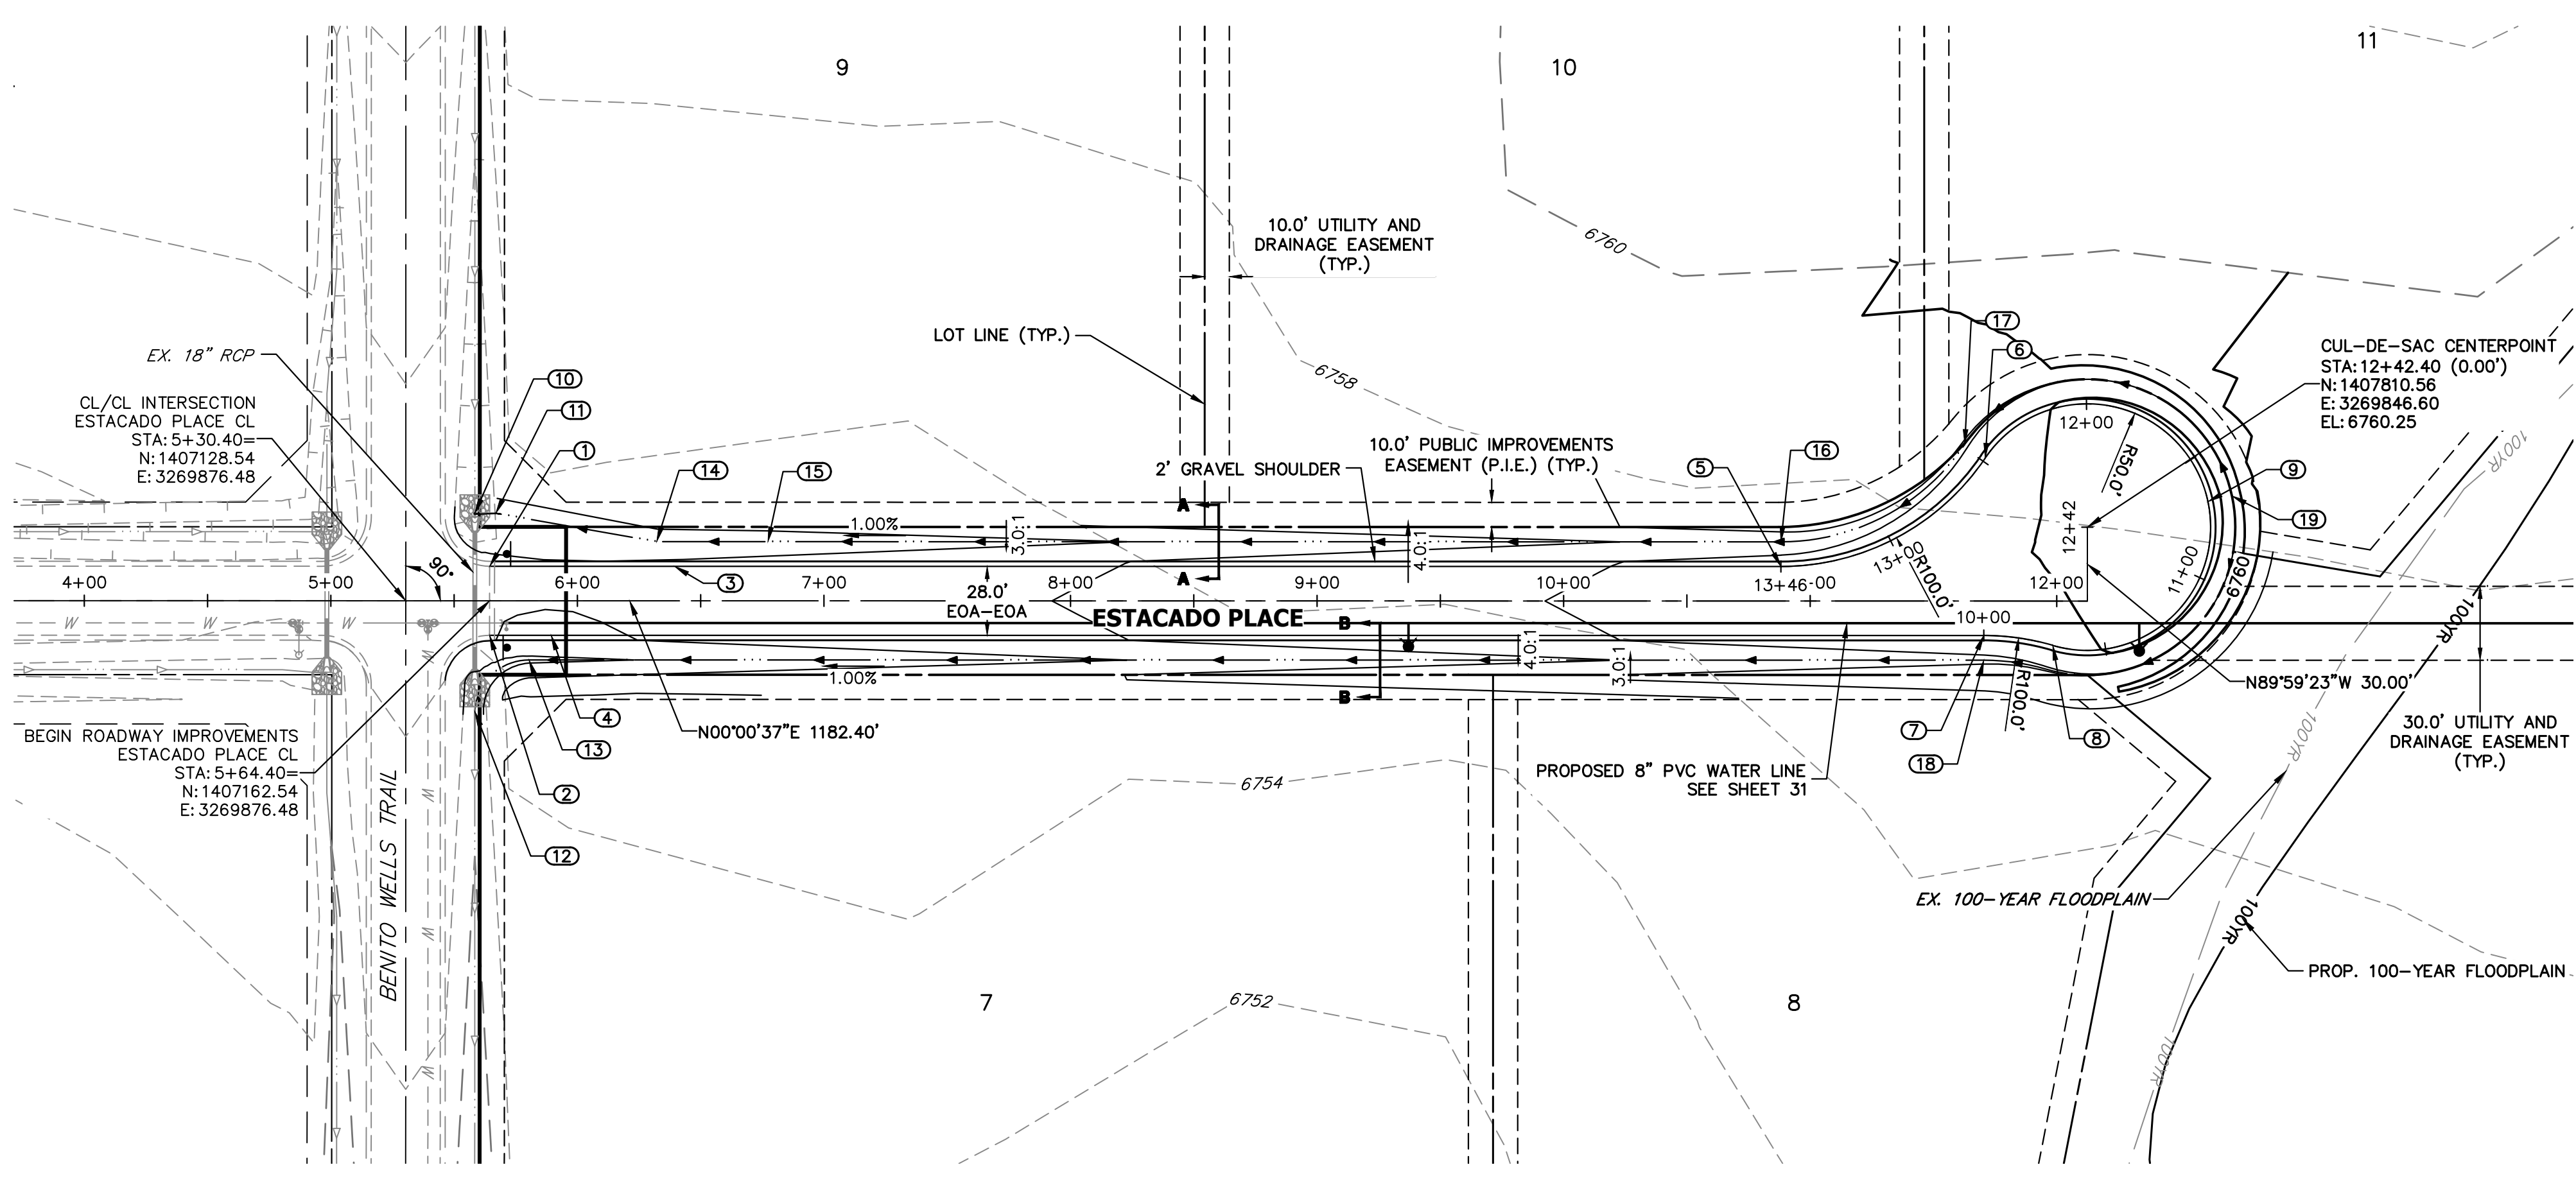 9
10
11
10.0' UTILITY AND
DRAINAGE EASEMENT
(TYP.)
6760
LOT LINE (TYP.)
6758
EX. 18" RCP
10
11
1
CL/CL INTERSECTION
ESTACADO PLACE CL
STA: 5+30.40=
N: 1407128.54
E: 3269876.48
14
15
10.0' PUBLIC IMPROVEMENTS
EASEMENT (P.I.E.) (TYP.)
2' GRAVEL SHOULDER
5
16
17
6
CUL-DE-SAC CENTERPOINT
STA: 12+42.40 (0.00')
N: 1407810.56
E: 3269846.60
EL: 6760.25
12+00
R50.0'
9
100YR
19
12+42
11+00
6760
13+00
R100.0'
A
A
1.00%
3.0:1
4.0:1
90°
3
4+00
5+00
6+00
7+00
8+00
9+00
10+00
13+46.00
12+00
28.0'
EOA-EOA
ESTACADO PLACE
B
B
10+00
W
W
W
1.00%
4.0:1
3.0:1
R100.0'
100YR
N89°59'23"W 30.00'
30.0' UTILITY AND
DRAINAGE EASEMENT
(TYP.)
4
13
N00°00'37"E 1182.40'
7
18
8
BEGIN ROADWAY IMPROVEMENTS
ESTACADO PLACE CL
STA: 5+64.40=
N: 1407162.54
E: 3269876.48
2
12
BENITO WELLS TRAIL
W
W
W
6754
PROPOSED 8" PVC WATER LINE
SEE SHEET 31
100YR
EX. 100-YEAR FLOODPLAIN
100YR
PROP. 100-YEAR FLOODPLAIN
7
6752
8
100YR